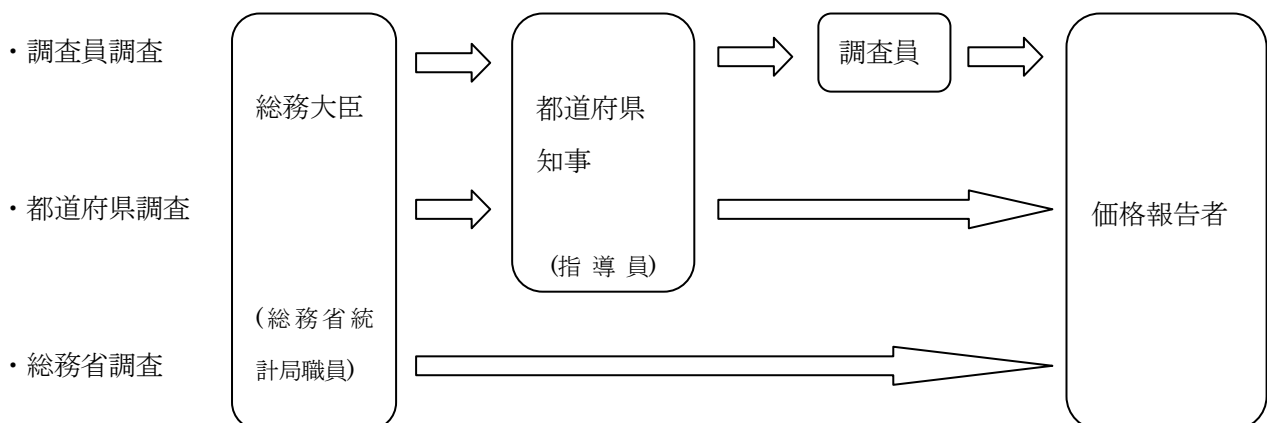 ・調査員調査
総務大臣
都道府県
知事
調査員
・都道府県調査
価格報告者
(指 導 員)
(総 務 省 統
計局職員)
・総務省調査